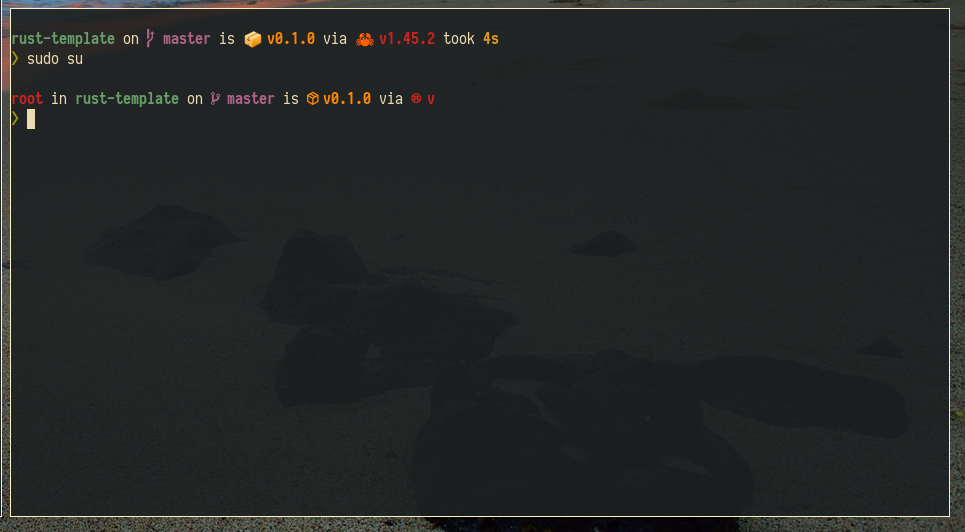 rust-template on  master is 📦 v0.1.0 via 🦀 v1.45.2 took 4s
❯ sudo su
root in rust-template on  master is  v0.1.0 via  v
❯